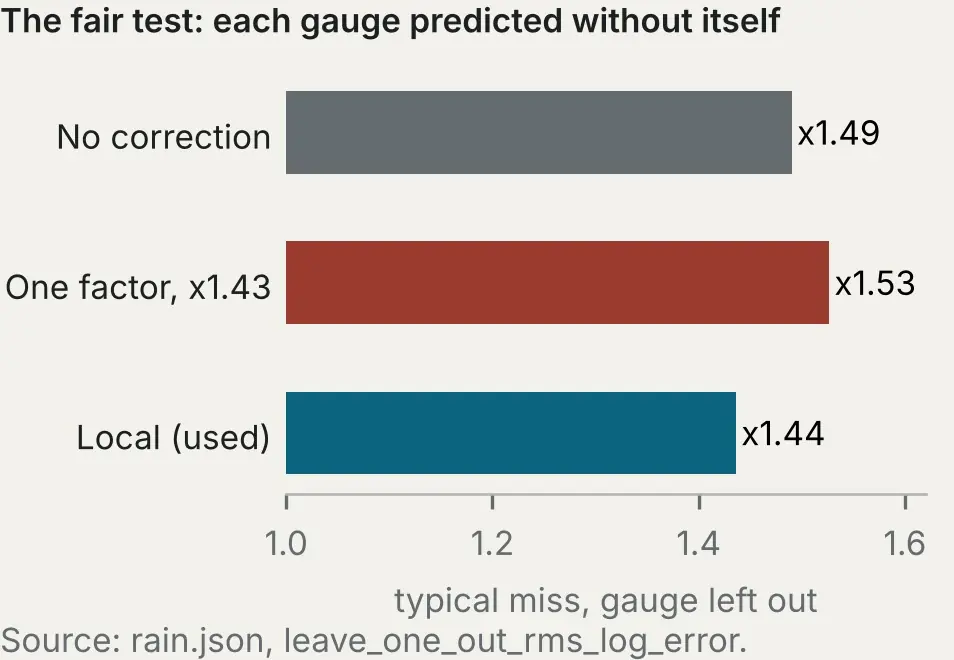 The fair test: each gauge predicted without itself
No correction
x1.49
One factor, x1.43
x1.53
Local (used)
x1.44
1.0 1.2 1.4 1.6
typical miss, gauge left out
Source: rain.json, leave_one_out_rms_log_error.